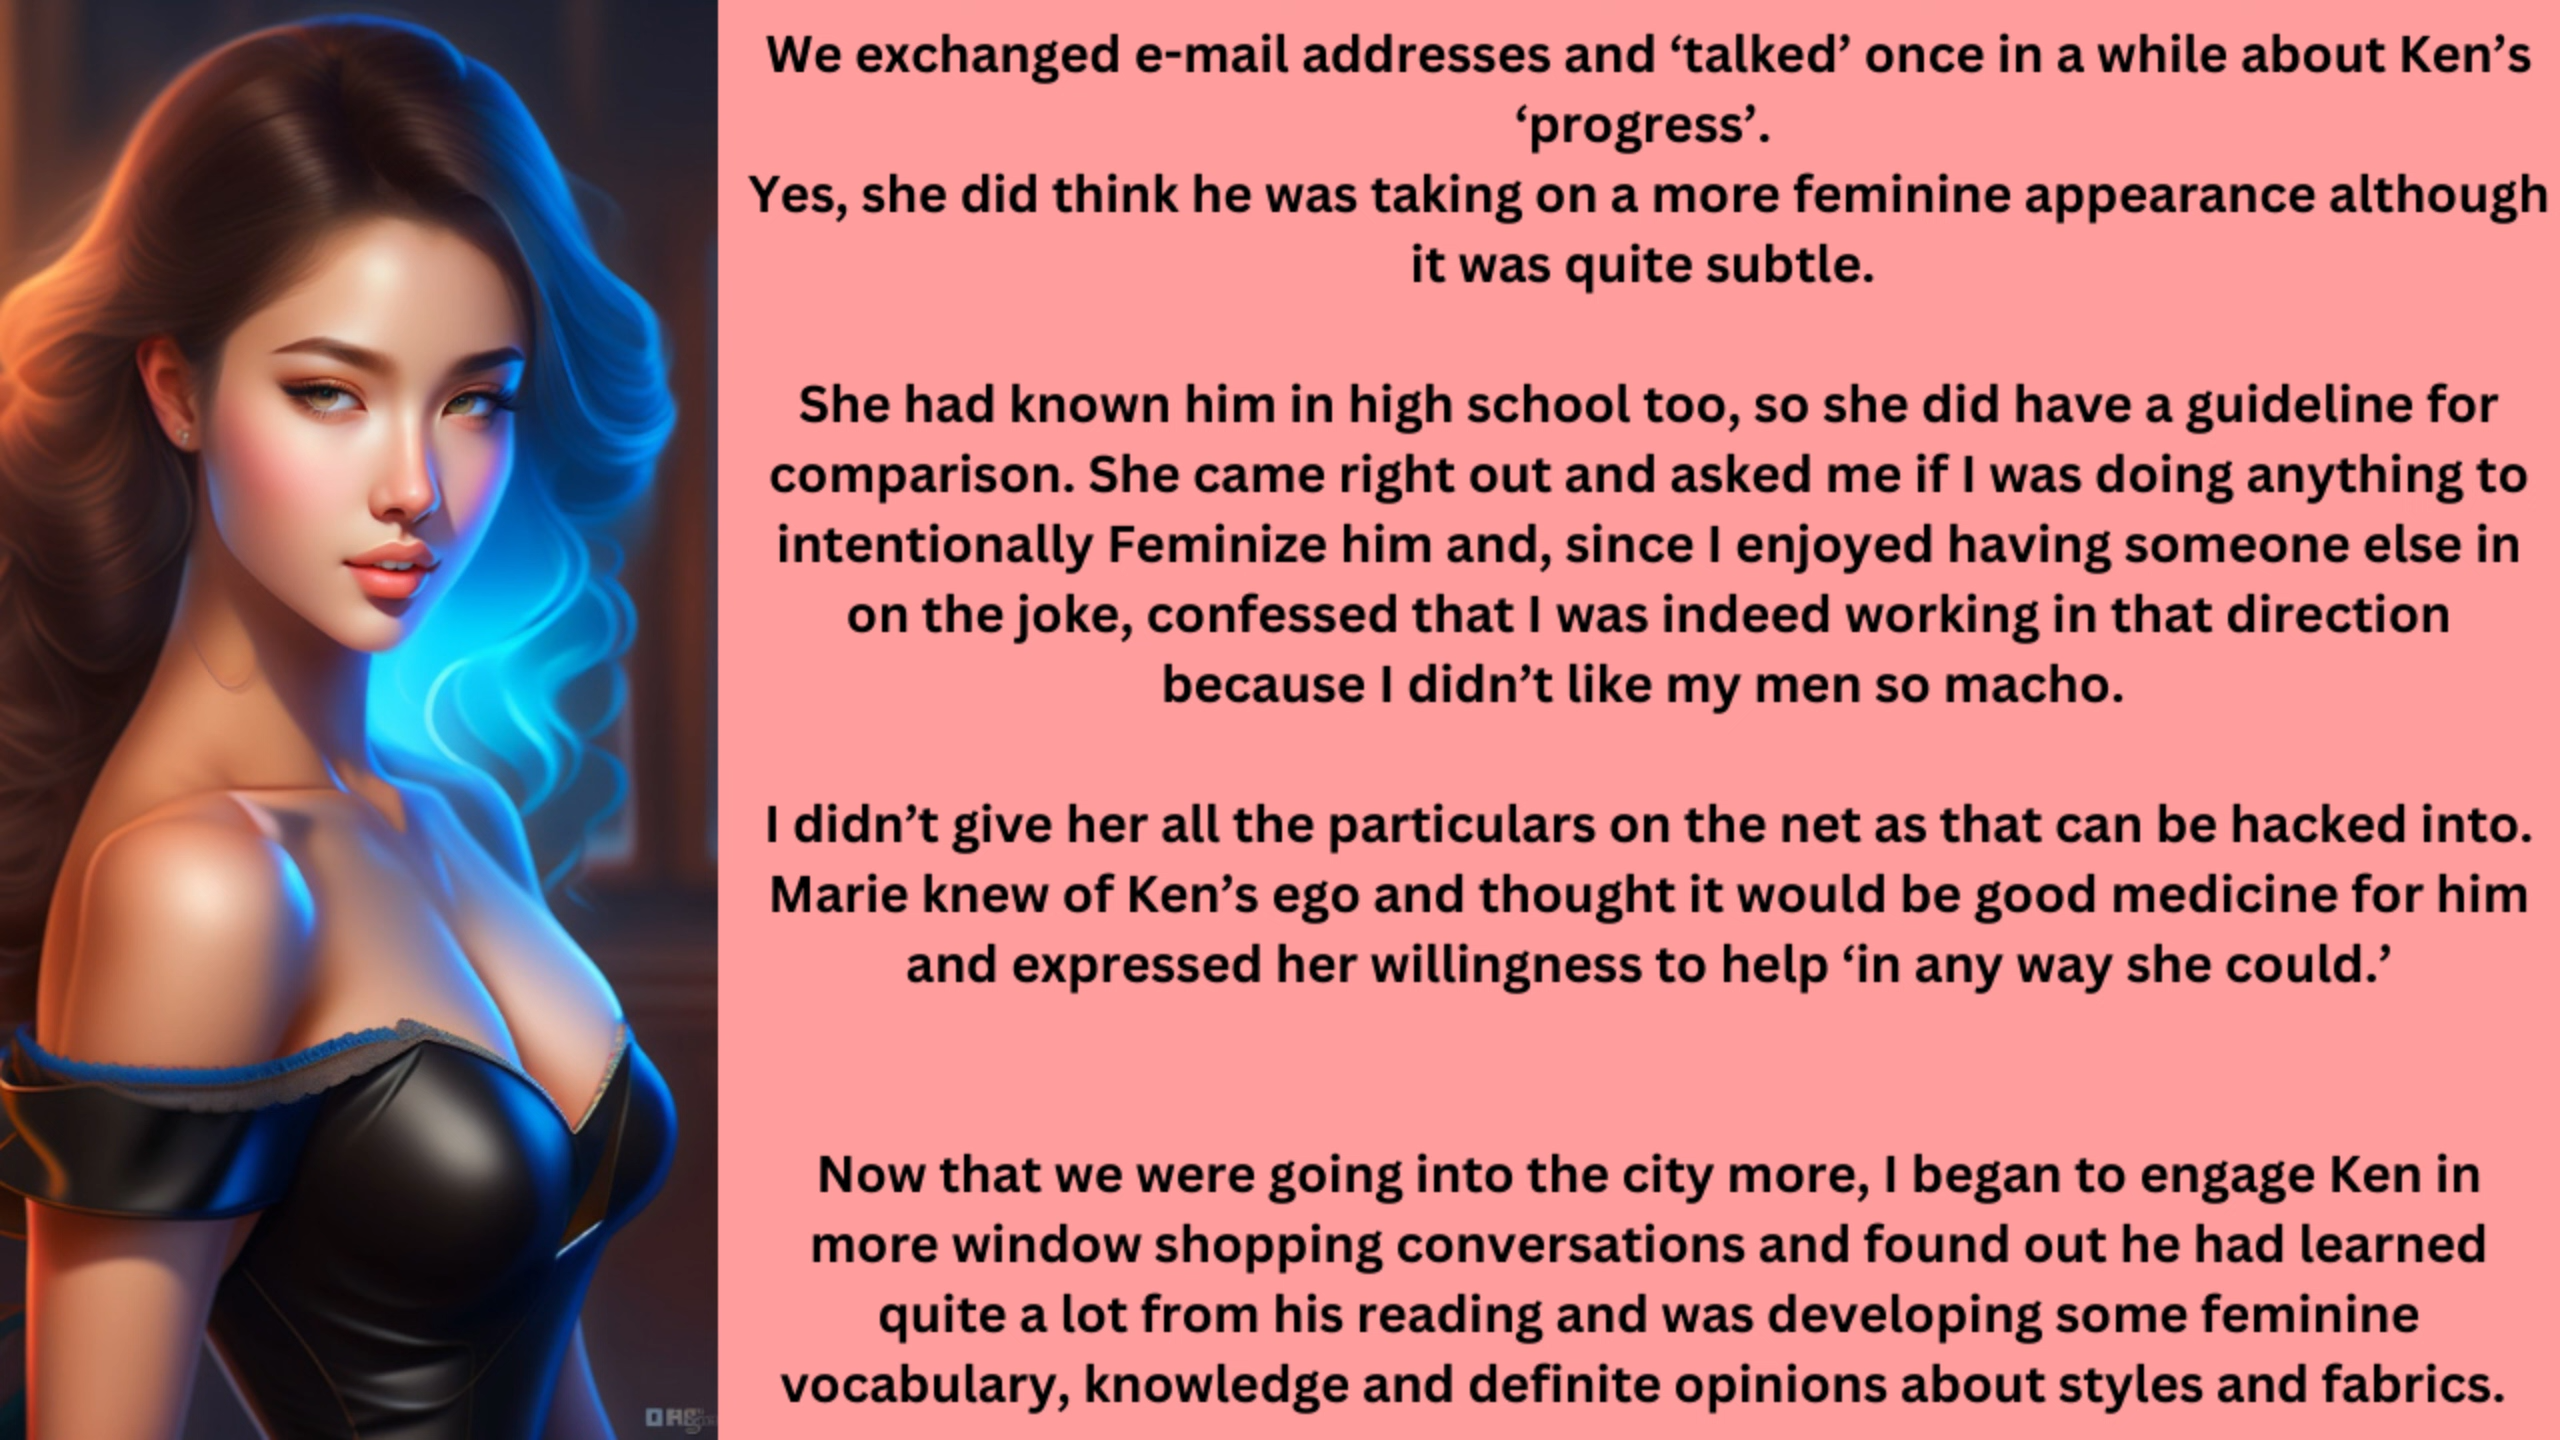 We exchanged e-mail addresses and ‘talked’ once in a while about Ken’s
‘progress’.
Yes, she did think he was taking on a more feminine appearance although
it was quite subtle.
She had known him in high school too, so she did have a guideline for
comparison. She came right out and asked me if I was doing anything to
intentionally Feminize him and, since I enjoyed having someone else in
on the joke, confessed that I was indeed working in that direction
because I didn’t like my men so macho.
I didn’t give her all the particulars on the net as that can be hacked into.
Marie knew of Ken’s ego and thought it would be good medicine for him
and expressed her willingness to help ‘in any way she could.’
Now that we were going into the city more, I began to engage Ken in
more window shopping conversations and found out he had learned
quite a lot from his reading and was developing some feminine
vocabulary, knowledge and definite opinions about styles and fabrics.